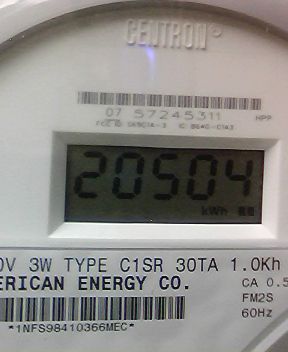 CENTRON®
07 57245311 HPP
20504
kWh
0V 3W TYPE C1SR 30TA 1.0Kh
ERICAN ENERGY CO. CA 0.5
FM2S
60Hz
*1NFS98410366MEC*